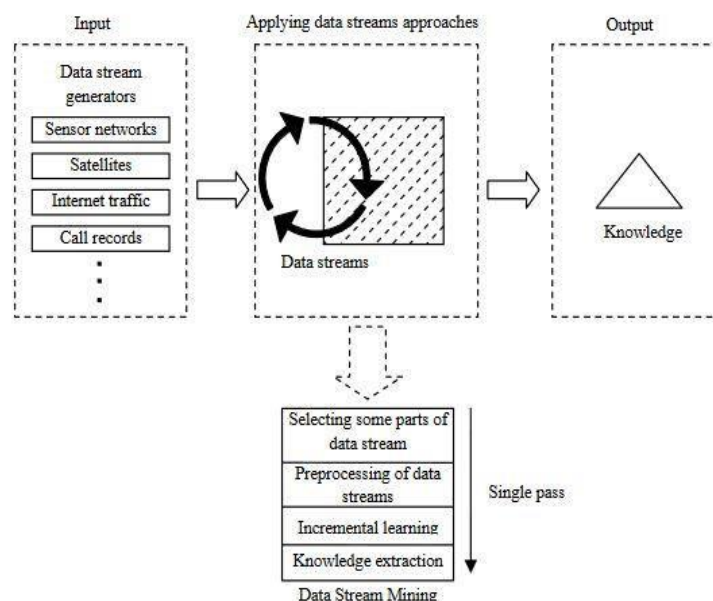 Input
Applying data streams approaches
Output
Data stream
generators
Sensor networks
Satellites
Internet traffic
Call records
Data streams
Knowledge
Selecting some parts of
data stream
Preprocessing of data
streams
Incremental learning
Knowledge extraction
Single pass
Data Stream Mining